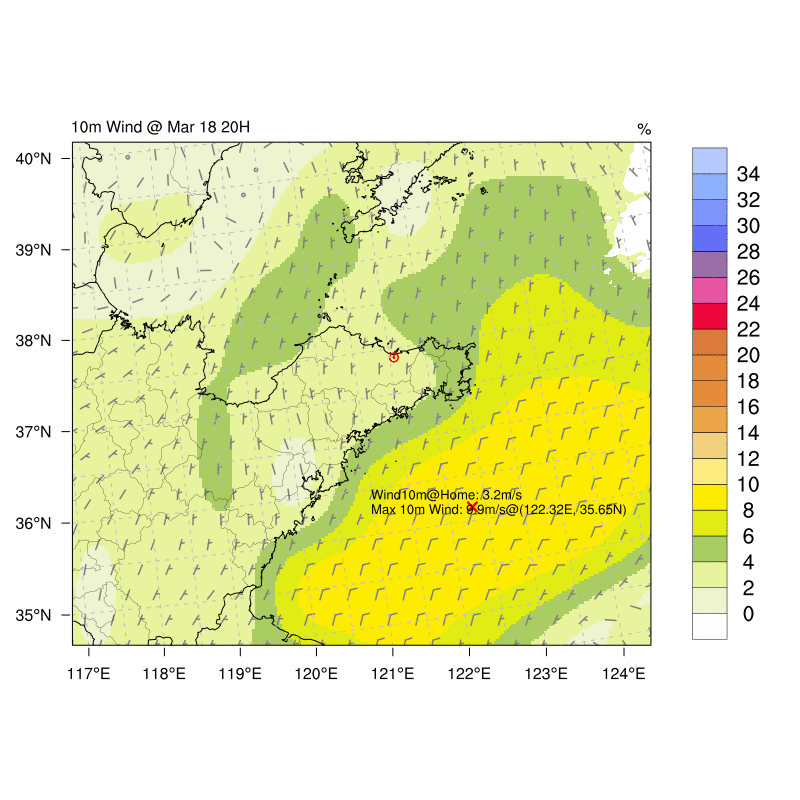 10m Wind @ Mar 18 20H
%
40°N
39°N
38°N
37°N
36°N
35°N
117°E
118°E
119°E
120°E
121°E
122°E
123°E
124°E
Wind10m@Home: 3.2m/s
Max 10m Wind: 9.9m/s@(122.32E, 35.65N)
34
32
30
28
26
24
22
20
18
16
14
12
10
8
6
4
2
0